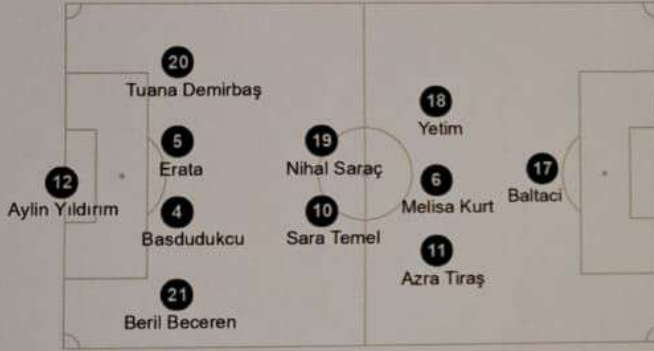 20
Tuana Demirbaş
5
Erata
12
Aylin Yıldırım
4
Basdudukcu
21
Beril Beceren
19
Nihal Saraç
10
Sara Temel
18
Yetim
6
Melisa Kurt
11
Azra Tıraş
17
Baltaci